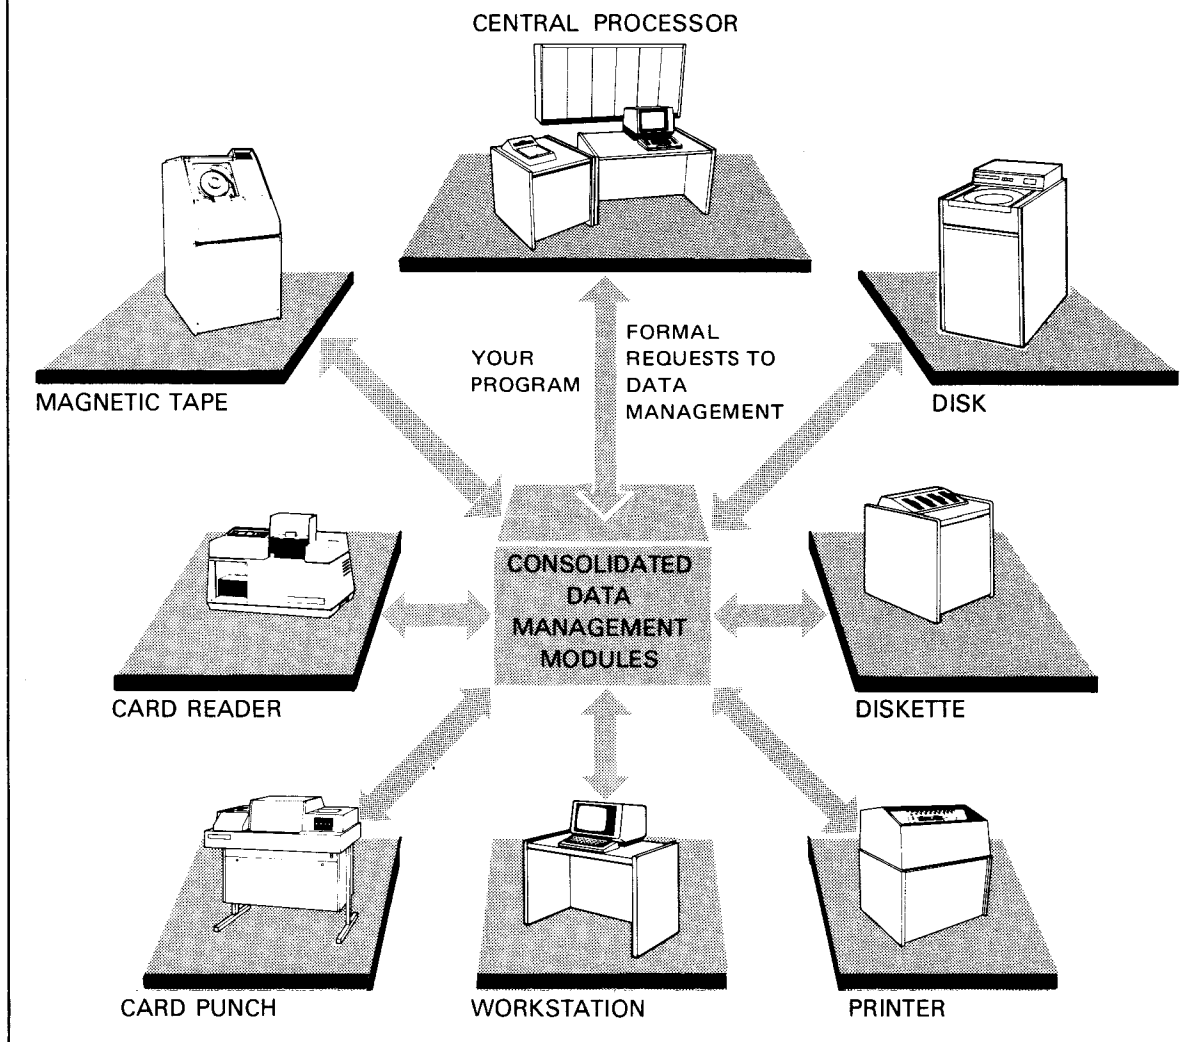 CENTRAL PROCESSOR
MAGNETIC TAPE
YOUR
PROGRAM
FORMAL
REQUESTS TO
DATA
MANAGEMENT
DISK
CONSOLIDATED
DATA
MANAGEMENT
MODULES
CARD READER
DISKETTE
CARD PUNCH
WORKSTATION
PRINTER